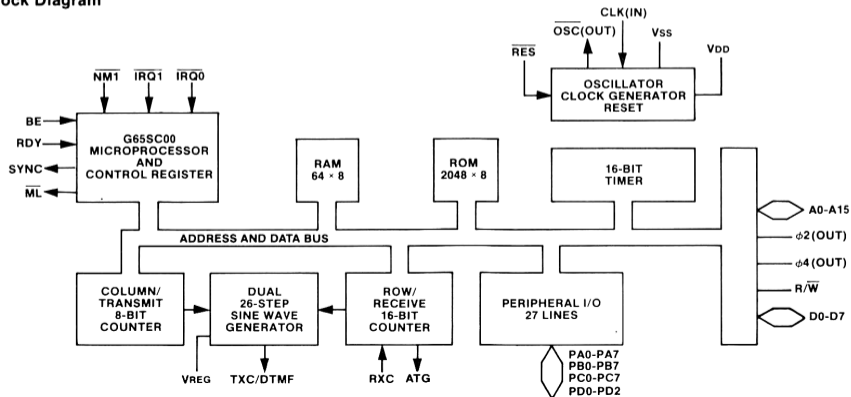 ock Diagram
CLK(IN)
OSC(OUT)
VSS
RES
VDD
OSCILLATOR
CLOCK GENERATOR
RESET
NM1
IRQ1
IRQ0
BE
RDY
SYNC
ML
G65SC00
MICROPROCESSOR
AND
CONTROL REGISTER
RAM
64 × 8
ROM
2048 × 8
16-BIT
TIMER
ADDRESS AND DATA BUS
A0-A15
ϕ2(OUT)
ϕ4(OUT)
R/W
D0-D7
COLUMN/
TRANSMIT
8-BIT
COUNTER
DUAL
26-STEP
SINE WAVE
GENERATOR
ROW/
RECEIVE
16-BIT
COUNTER
PERIPHERAL I/O
27 LINES
VREG
TXC/DTMF
RXC
ATG
PA0-PA7
PB0-PB7
PC0-PC7
PD0-PD2